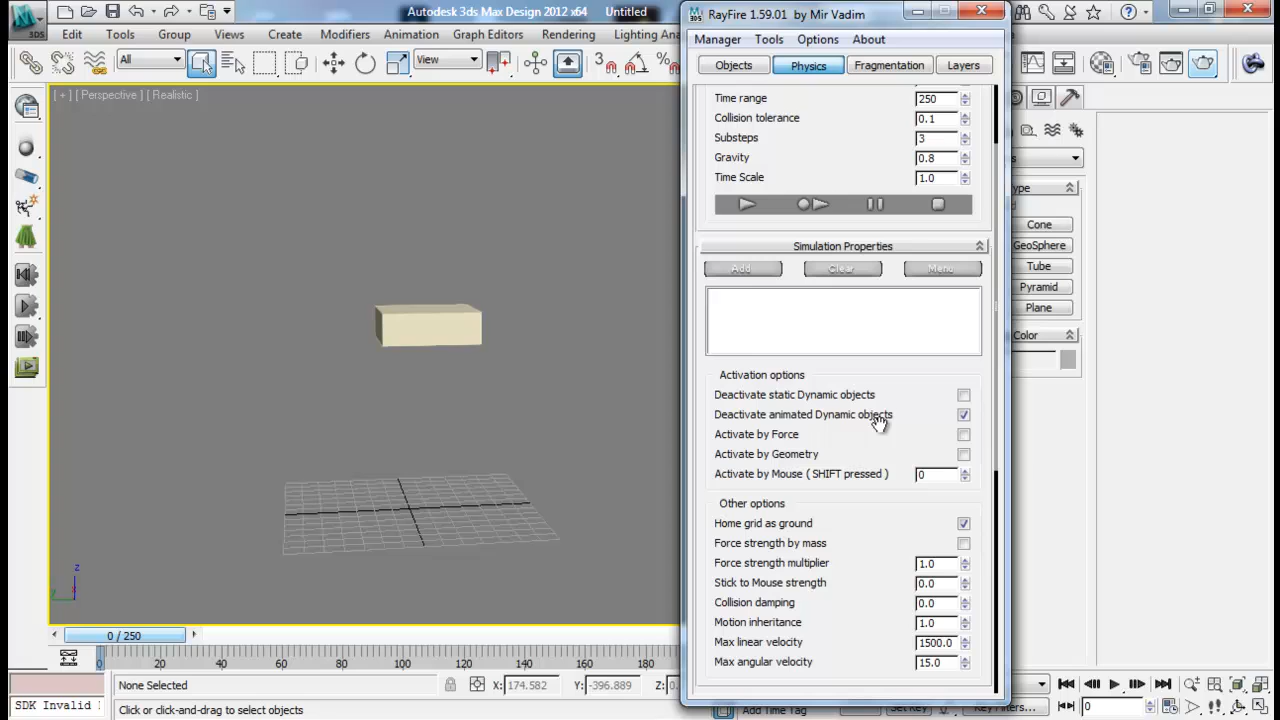 Autodesk 3ds Max Design 2012 x64 Untitled
Edit Tools Group Views Create Modifiers Animation Graph Editors Rendering Lighting An
All
View
[ + ] [ Perspective ] [ Realistic ]
z
0 / 250
0 20 40 60 80 100 120 140 160 180
None Selected
X: 174.582 Y: -396.889 Z:
SDK Invalid
Click or click-and-drag to select objects
Add Time Tag
Set Key
Key Filters...
0
RayFire 1.59.01 by Mir Vadim
Manager Tools Options About
Objects Physics Fragmentation Layers
Time range 250
Collision tolerance 0.1
Substeps 3
Gravity 0.8
Time Scale 1.0
Simulation Properties
Add Clear Menu
Activation options
Deactivate static Dynamic objects
Deactivate animated Dynamic objects
Activate by Force
Activate by Geometry
Activate by Mouse ( SHIFT pressed ) 0
Other options
Home grid as ground
Force strength by mass
Force strength multiplier 1.0
Stick to Mouse strength 0.0
Collision damping 0.0
Motion inheritance 1.0
Max linear velocity 1500.0
Max angular velocity 15.0
Cone
GeoSphere
Tube
Pyramid
Plane
Color